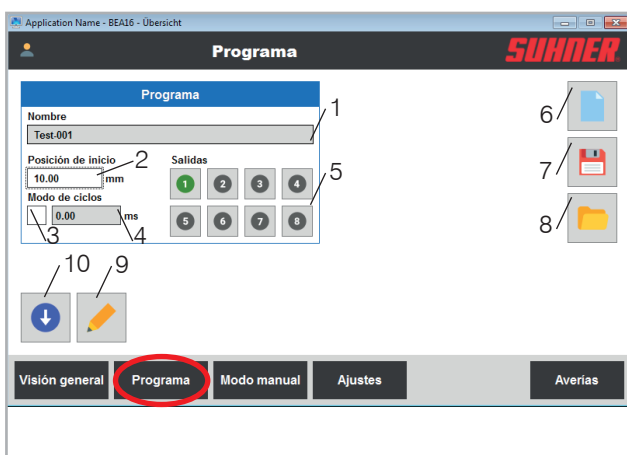 Application Name - BEA16 - Übersicht
Programa
SUHNER
Programa
Nombre
Test-001
1
6
Posición de inicio
2
Salidas
10.00 mm
1 2 3 4
5
7
Modo de ciclos
0.00 ms
5 6 7 8
3
4
8
10
9
Visión general
Programa
Modo manual
Ajustes
Averías